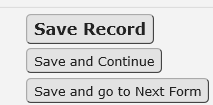 Save Record
Save and Continue
Save and go to Next Form